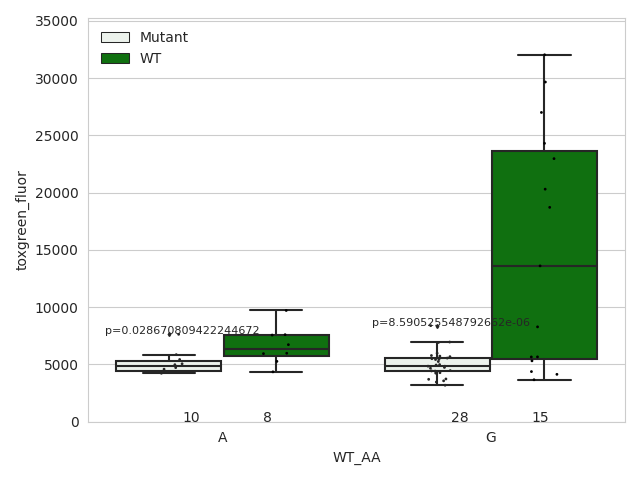 35000
Mutant
WT
30000
25000
20000
15000
10000
5000
0
toxgreen_fluor
p=0.028670809422244672
p=8.590525548792662e-06
10
8
28
15
A
G
WT_AA